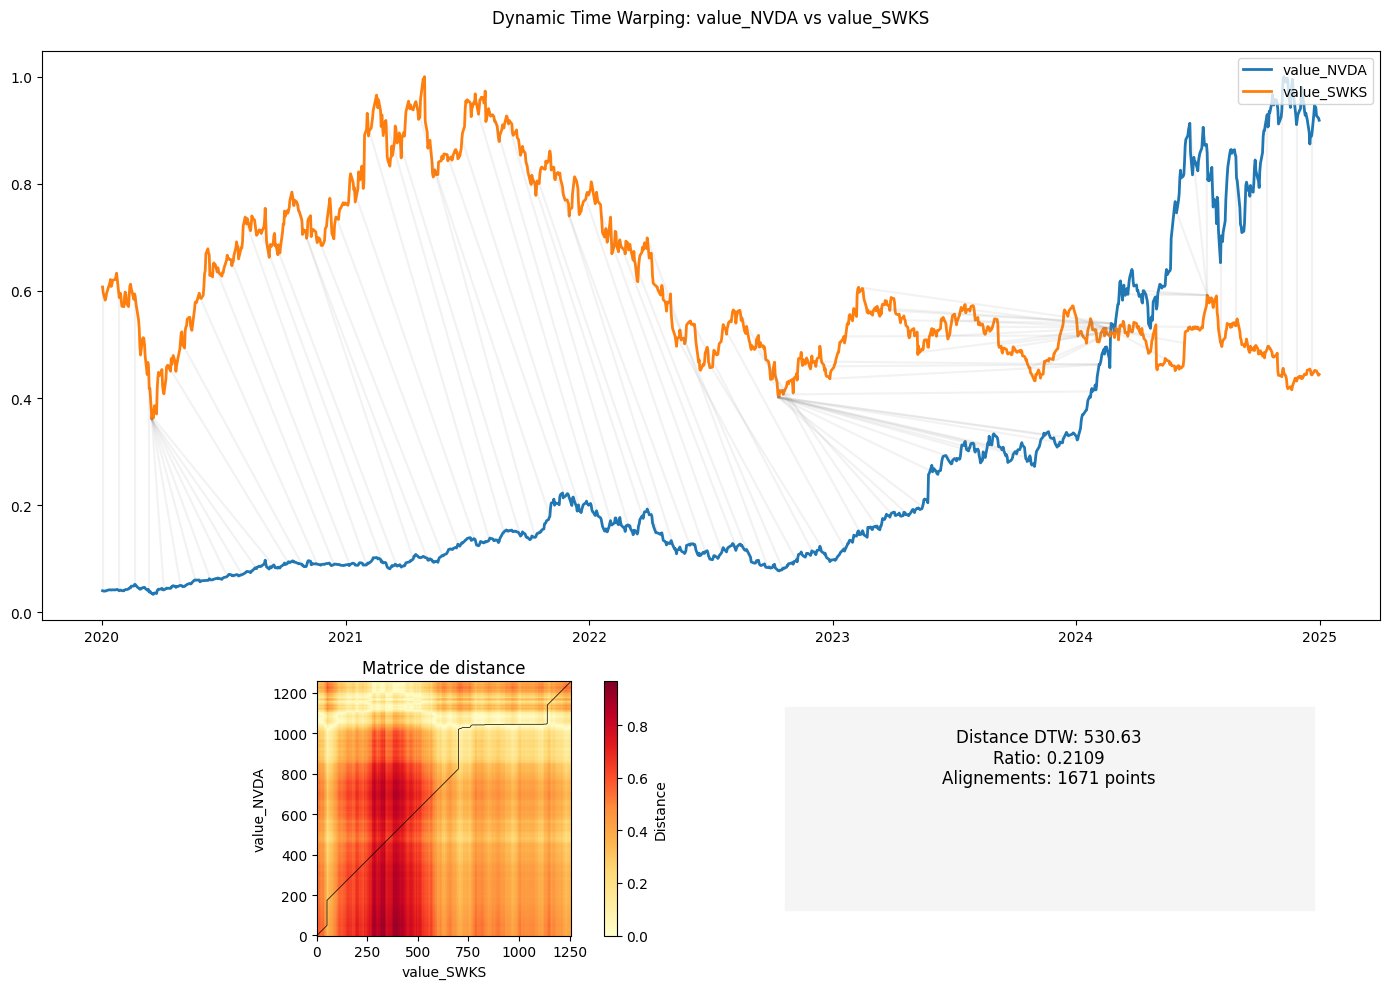 Dynamic Time Warping: value_NVDA vs value_SWKS
value_NVDA
value_SWKS
1.0
0.8
0.6
0.4
0.2
0.0
2020 2021 2022 2023 2024 2025
Matrice de distance
value_NVDA
1200
1000
800
600
400
200
0
0 250 500 750 1000 1250
value_SWKS
0.8
0.6
0.4
0.2
0.0
Distance
Distance DTW: 530.63
Ratio: 0.2109
Alignements: 1671 points